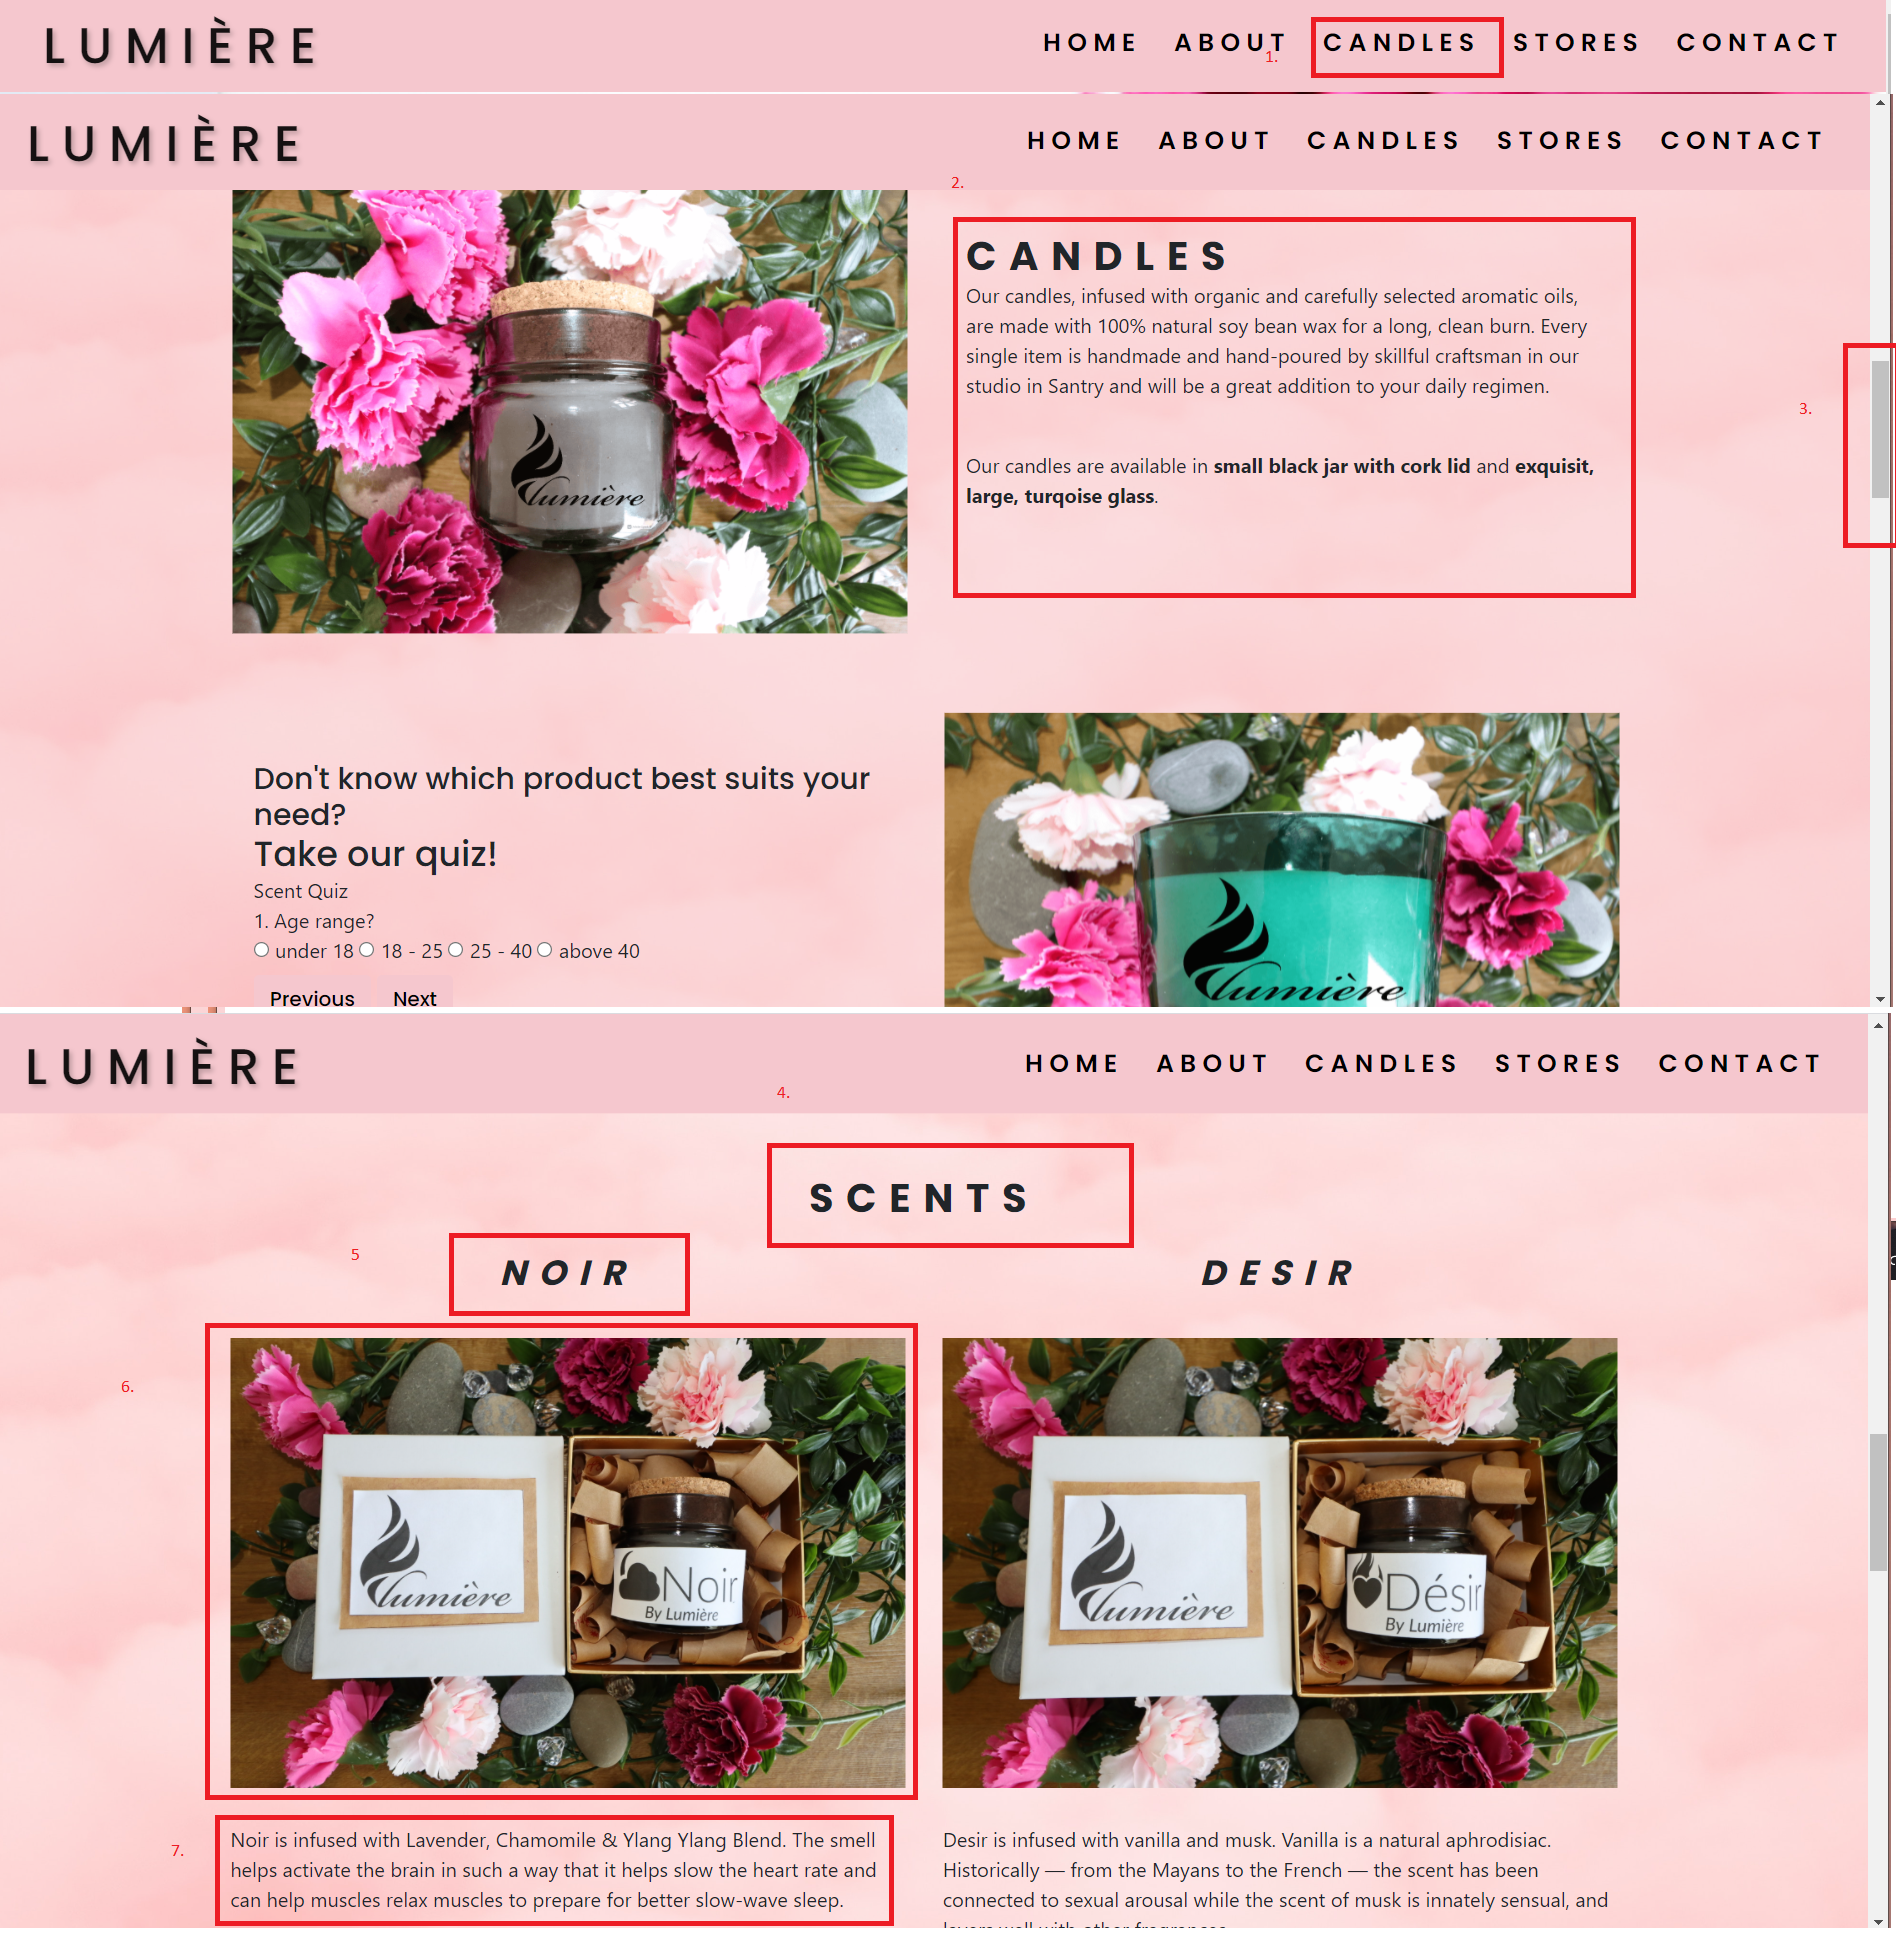 LUMIÈRE HOME ABOUT CANDLES STORES CONTACT
1.
LUMIÈRE HOME ABOUT CANDLES STORES CONTACT
2.
CANDLES
Our candles, infused with organic and carefully selected aromatic oils,
are made with 100% natural soy bean wax for a long, clean burn. Every
single item is handmade and hand-poured by skillful craftsman in our
studio in Santry and will be a great addition to your daily regimen.
3.
Our candles are available in small black jar with cork lid and exquisit,
large, turqoise glass.
lumière
Don't know which product best suits your
need?
Take our quiz!
Scent Quiz
1. Age range?
under 18 18 - 25 25 - 40 above 40
Previous Next
lumière
LUMIÈRE HOME ABOUT CANDLES STORES CONTACT
4.
SCENTS
5
NOIR DESIR
6.
lumière
Noir
By Lumière
lumière
Désir
By Lumière
7.
Noir is infused with Lavender, Chamomile & Ylang Ylang Blend. The smell
helps activate the brain in such a way that it helps slow the heart rate and
can help muscles relax muscles to prepare for better slow-wave sleep.
Desir is infused with vanilla and musk. Vanilla is a natural aphrodisiac.
Historically — from the Mayans to the French — the scent has been
connected to sexual arousal while the scent of musk is innately sensual, and